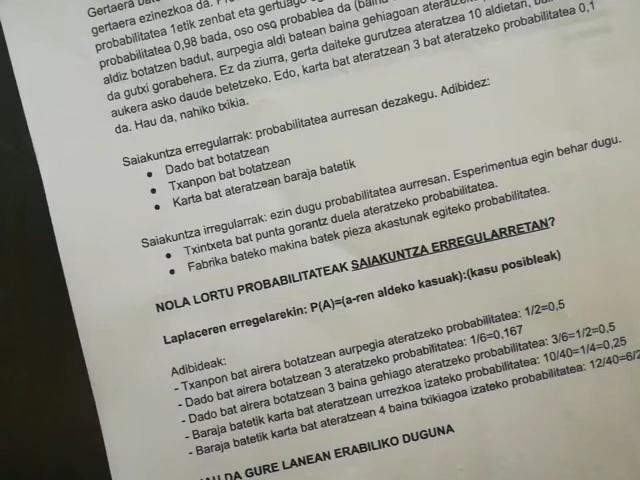 Gertaera
gertaera ezinezkoa da.
probabilitatea 1etik zenbat eta gertuago
probabilitatea 0,98 bada, oso oso probablea da (baina
aldiz botatzen badut, aurpegia aldi batean baina gehiagoan ateratzeko
da gutxi gorabehera. Ez da ziurra, gerta daiteke gurutzea ateratzea 10 aldietan,
aukera asko daude betetzeko. Edo, karta bat ateratzean 3 bat ateratzeko probabilitatea 0,1
da. Hau da, nahiko txikia.
Saiakuntza erregularrak: probabilitatea aurresan dezakegu. Adibidez:
• Dado bat botatzean
• Txanpon bat botatzean
• Karta bat ateratzean baraja batetik
Saiakuntza irregularrak: ezin dugu probabilitatea aurresan. Esperimentua egin behar dugu.
• Txintxeta bat punta gorantz duela ateratzeko probabilitatea.
• Fabrika bateko makina batek pieza akastunak egiteko probabilitatea.
NOLA LORTU PROBABILITATEAK SAIAKUNTZA ERREGULARRETAN?
Laplaceren erregelarekin: P(A)=(a-ren aldeko kasuak):(kasu posibleak)
Adibideak:
- Txanpon bat airera botatzean aurpegia ateratzeko probabilitatea: 1/2=0,5
- Dado bat airera botatzean 3 ateratzeko probabilitatea: 1/6=0,167
- Dado bat airera botatzean 3 baina gehiago ateratzeko probabilitatea: 3/6=1/2=0,5
- Baraja batetik karta bat ateratzean urrezkoa izateko probabilitatea: 10/40=1/4=0,25
- Baraja batetik karta bat ateratzean 4 baina txikiagoa izateko probabilitatea: 12/40=6/2
DA GURE LANEAN ERABILIKO DUGUNA